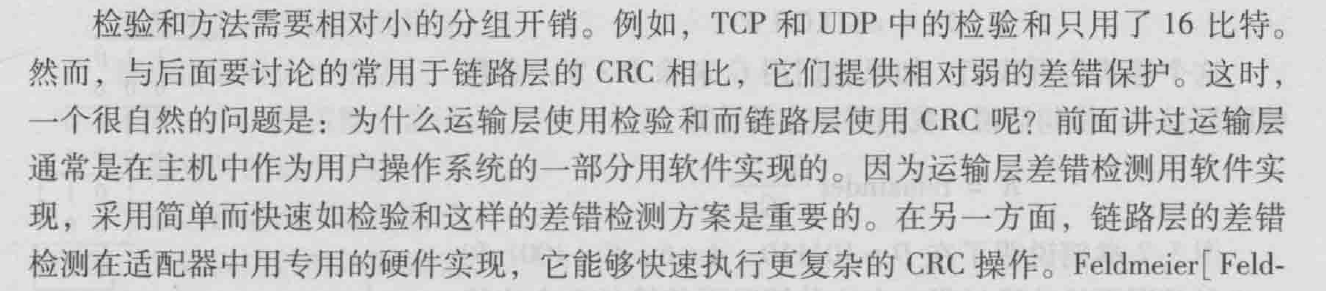 检验和方法需要相对小的分组开销。例如，TCP 和 UDP 中的检验和只用了 16 比特。
然而，与后面要讨论的常用于链路层的 CRC 相比，它们提供相对弱的差错保护。这时，
一个很自然的问题是：为什么运输层使用检验和而链路层使用 CRC 呢？前面讲过运输层
通常是在主机中作为用户操作系统的一部分用软件实现的。因为运输层差错检测用软件实
现，采用简单而快速如检验和这样的差错检测方案是重要的。在另一方面，链路层的差错
检测在适配器中用专用的硬件实现，它能够快速执行更复杂的 CRC 操作。Feldmeier[ Feld-